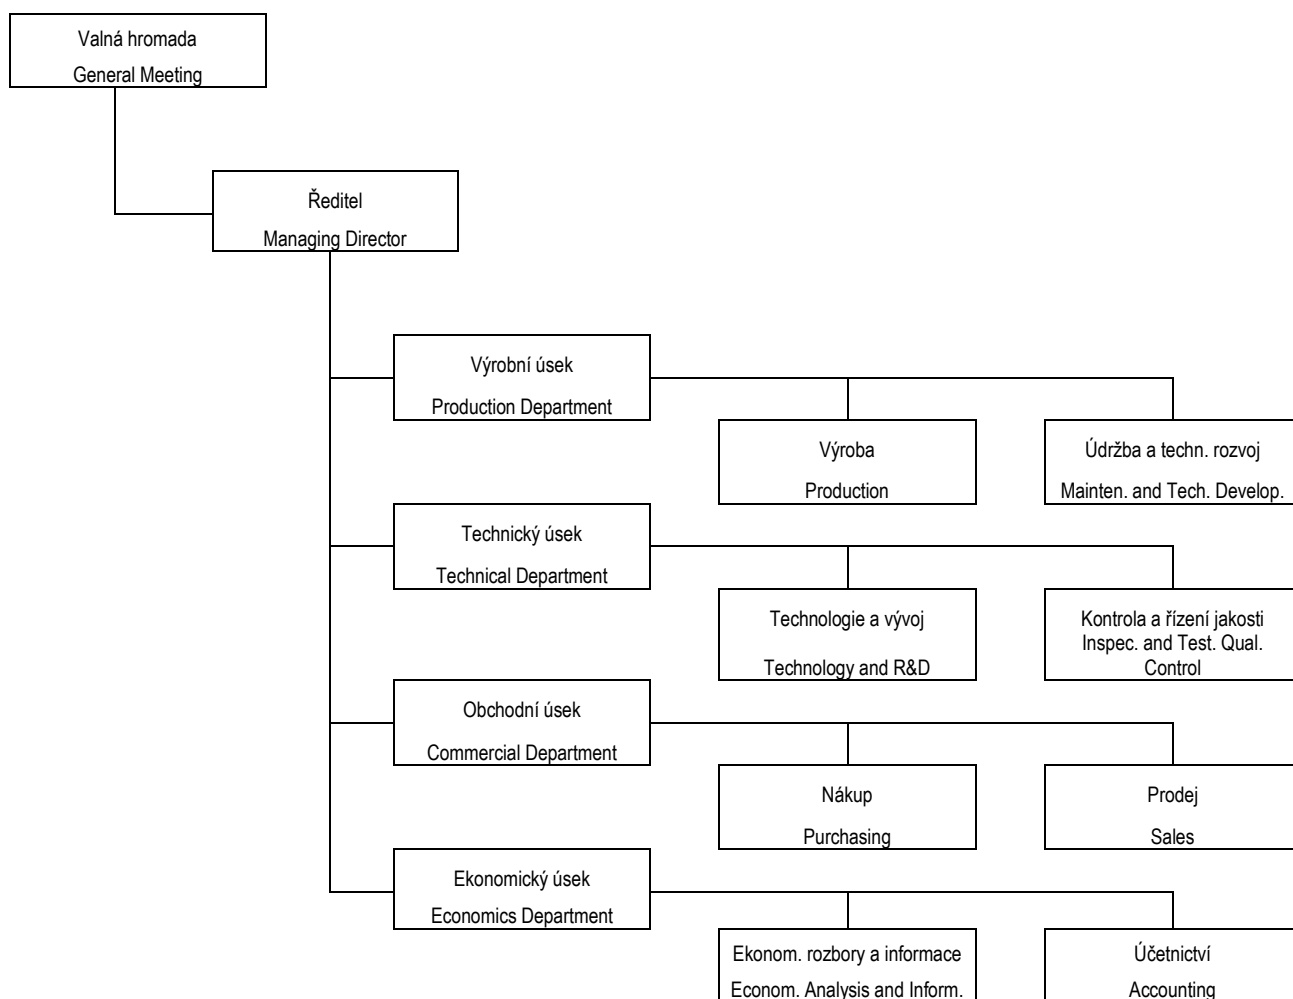 Valná hromada
General Meeting
Ředitel
Managing Director
Výrobní úsek
Production Department
Výroba
Production
Údržba a techn. rozvoj
Mainten. and Tech. Develop.
Technický úsek
Technical Department
Technologie a vývoj
Technology and R&D
Kontrola a řízení jakosti
Inspec. and Test. Qual.
Control
Obchodní úsek
Commercial Department
Nákup
Purchasing
Prodej
Sales
Ekonomický úsek
Economics Department
Ekonom. rozbory a informace
Econom. Analysis and Inform.
Účetnictví
Accounting